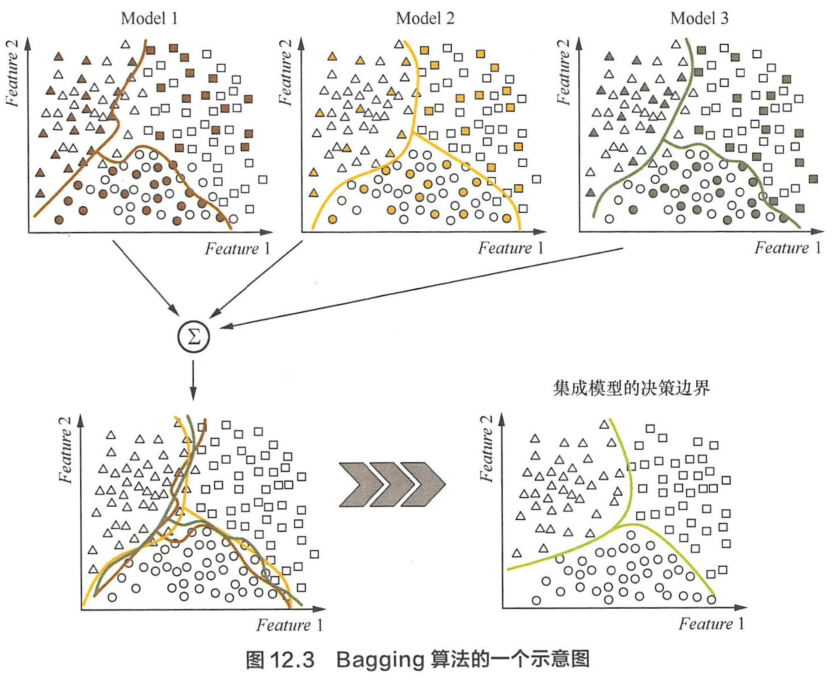 Model 1
Model 2
Model 3
Feature 2
Feature 2
Feature 2
Feature 1
Feature 1
Feature 1
Σ
集成模型的决策边界
Feature 2
Feature 2
Feature 1
Feature 1
图 12.3 Bagging 算法的一个示意图